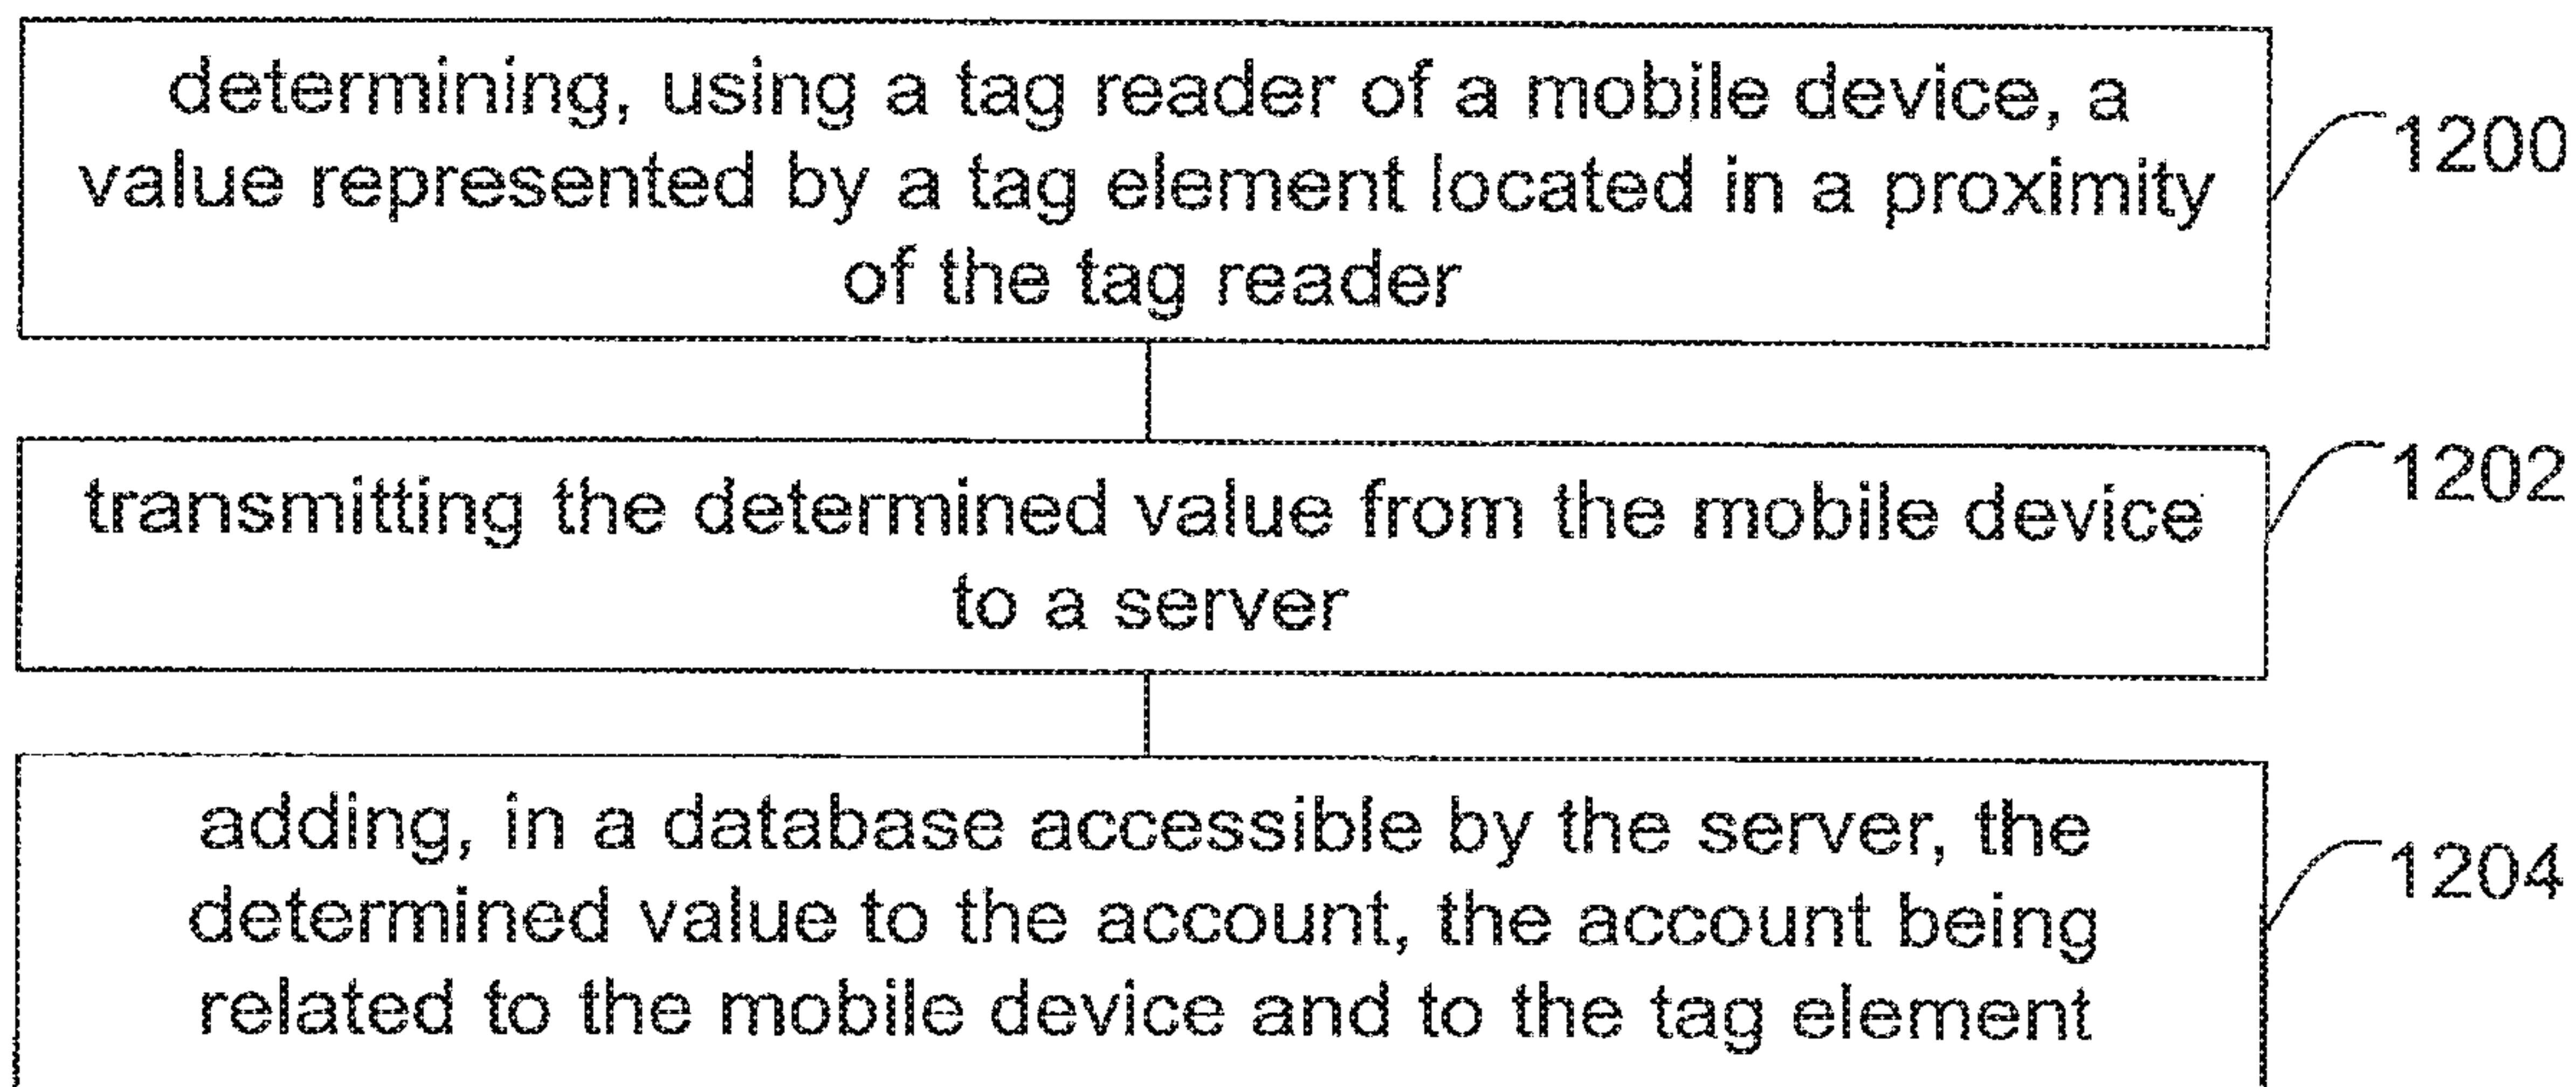 determining, using a tag reader of a mobile device, a
value represented by a tag element located in a proximity
of the tag reader
1200
transmitting the determined value from the mobile device
to a server
1202
adding, in a database accessible by the server, the
determined value to the account, the account being
related to the mobile device and to the tag element
1204